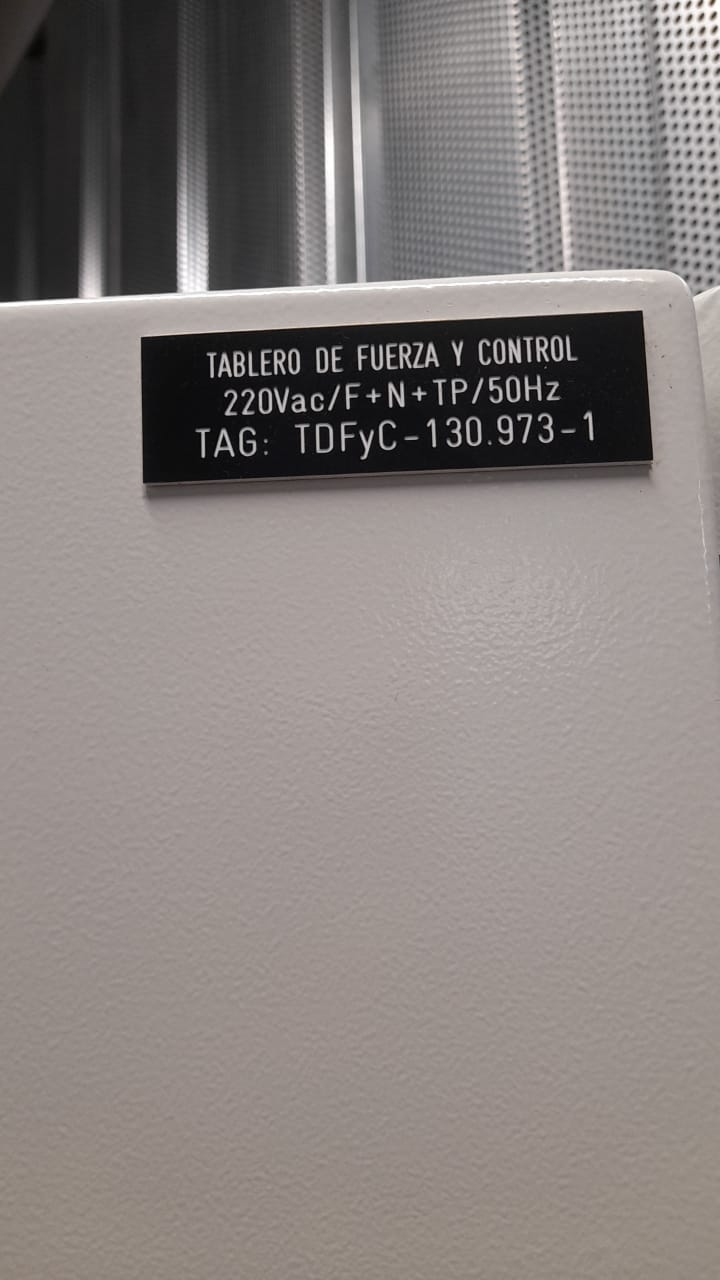 TABLERO DE FUERZA Y CONTROL
220Vac/F+N+TP/50Hz
TAG: TDFyC-130.973-1